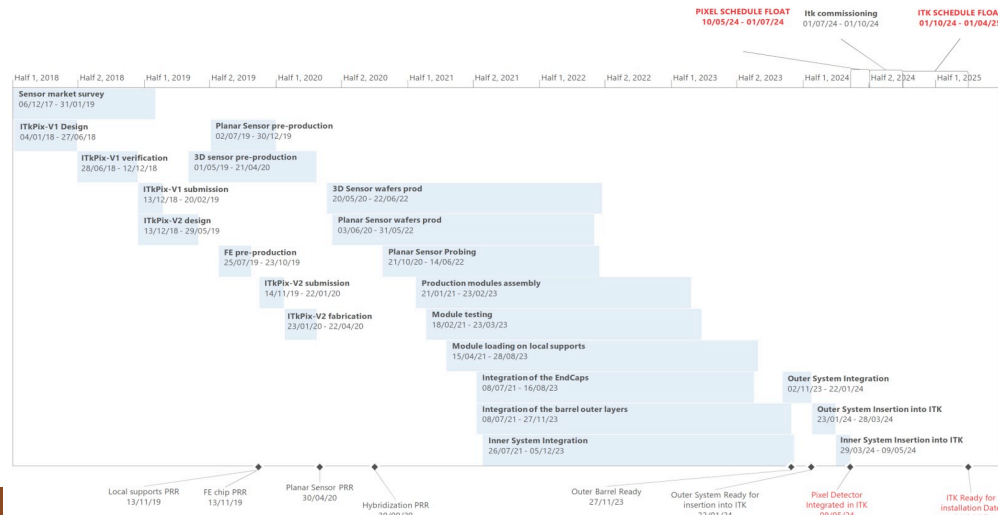 PIXEL SCHEDULE FLOAT
10/05/24 - 01/07/24
Itk commissioning
01/07/24 - 01/10/24
ITK SCHEDULE FLOA
01/10/24 - 01/04/25
Half 1, 2018 Half 2, 2018 Half 1, 2019 Half 2, 2019 Half 1, 2020 Half 2, 2020 Half 1, 2021 Half 2, 2021 Half 1, 2022 Half 2, 2022 Half 1, 2023 Half 2, 2023 Half 1, 2024 Half 2, 2024 Half 1, 2025
Sensor market survey
06/12/17 - 31/01/19
ITkPix-V1 Design
04/01/18 - 27/06/18
Planar Sensor pre-production
02/07/19 - 30/12/19
ITkPix-V1 verification
28/06/18 - 12/12/18
3D sensor pre-production
01/05/19 - 21/04/20
ITkPix-V1 submission
13/12/18 - 20/02/19
3D Sensor wafers prod
20/05/20 - 22/06/22
ITkPix-V2 design
13/12/18 - 29/05/19
Planar Sensor wafers prod
03/06/20 - 31/05/22
FE pre-production
25/07/19 - 23/10/19
Planar Sensor Probing
21/10/20 - 14/06/22
ITkPix-V2 submission
14/11/19 - 22/01/20
Production modules assembly
21/01/21 - 23/02/23
ITkPix-V2 fabrication
23/01/20 - 22/04/20
Module testing
18/02/21 - 23/03/23
Module loading on local supports
15/04/21 - 28/08/23
Integration of the EndCaps
08/07/21 - 16/08/23
Outer System Integration
02/11/23 - 22/01/24
Integration of the barrel outer layers
08/07/21 - 27/11/23
Outer System Insertion into ITK
23/01/24 - 28/03/24
Inner System Integration
26/07/21 - 05/12/23
Inner System Insertion into ITK
29/03/24 - 09/05/24
Local supports PRR
13/11/19
FE chip PRR
13/11/19
Planar Sensor PRR
30/04/20
Hybridization PRR
Outer Barrel Ready
27/11/23
Outer System Ready for
insertion into ITK
Pixel Detector
Integrated in ITK
ITK Ready for
installation Date